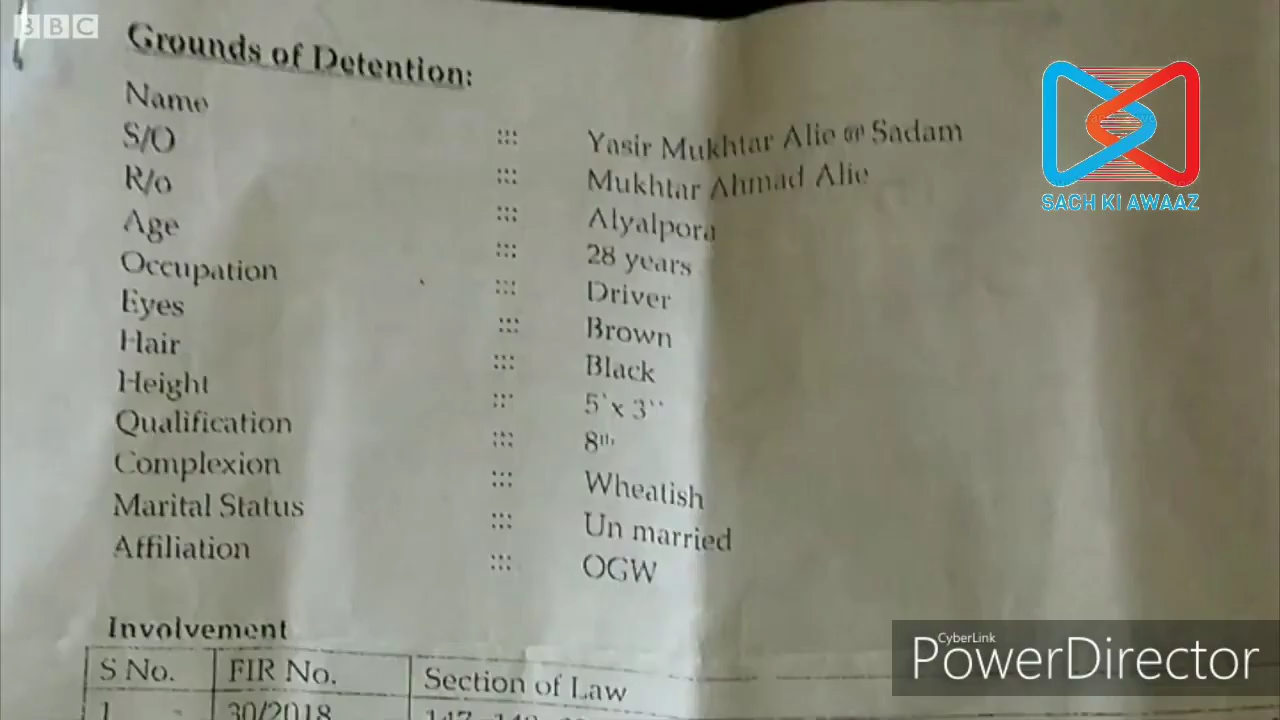 BBC
Grounds of Detention:
Name ::: Yasir Mukhtar Alie @ Sadam
S/O ::: Mukhtar Ahmad Alie
R/o ::: Alyalpora
Age ::: 28 years
Occupation ::: Driver
Eyes ::: Brown
Hair ::: Black
Height ::: 5`x 3``
Qualification ::: 8th
Complexion ::: Wheatish
Marital Status ::: Un married
Affiliation ::: OGW
Involvement
S No. FIR No. Section of Law
1 30/2018 147,
SACH KI AWAAZ
CyberLink
PowerDirector